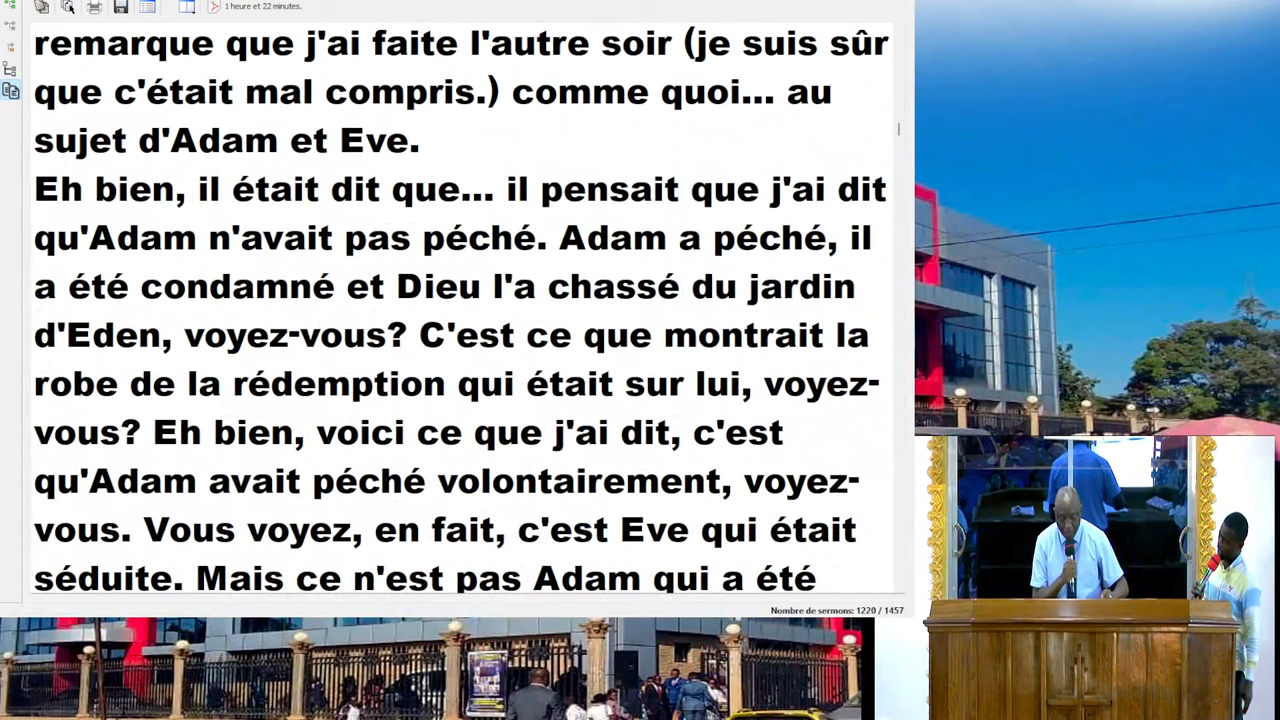 1 heure et 22 minutes.
remarque que j'ai faite l'autre soir (je suis sûr
que c'était mal compris.) comme quoi... au
sujet d'Adam et Eve.
Eh bien, il était dit que... il pensait que j'ai dit
qu'Adam n'avait pas péché. Adam a péché, il
a été condamné et Dieu l'a chassé du jardin
d'Eden, voyez-vous? C'est ce que montrait la
robe de la rédemption qui était sur lui, voyez-
vous? Eh bien, voici ce que j'ai dit, c'est
qu'Adam avait péché volontairement, voyez-
vous. Vous voyez, en fait, c'est Eve qui était
séduite. Mais ce n'est pas Adam qui a été
Nombre de sermons: 1220 / 1457